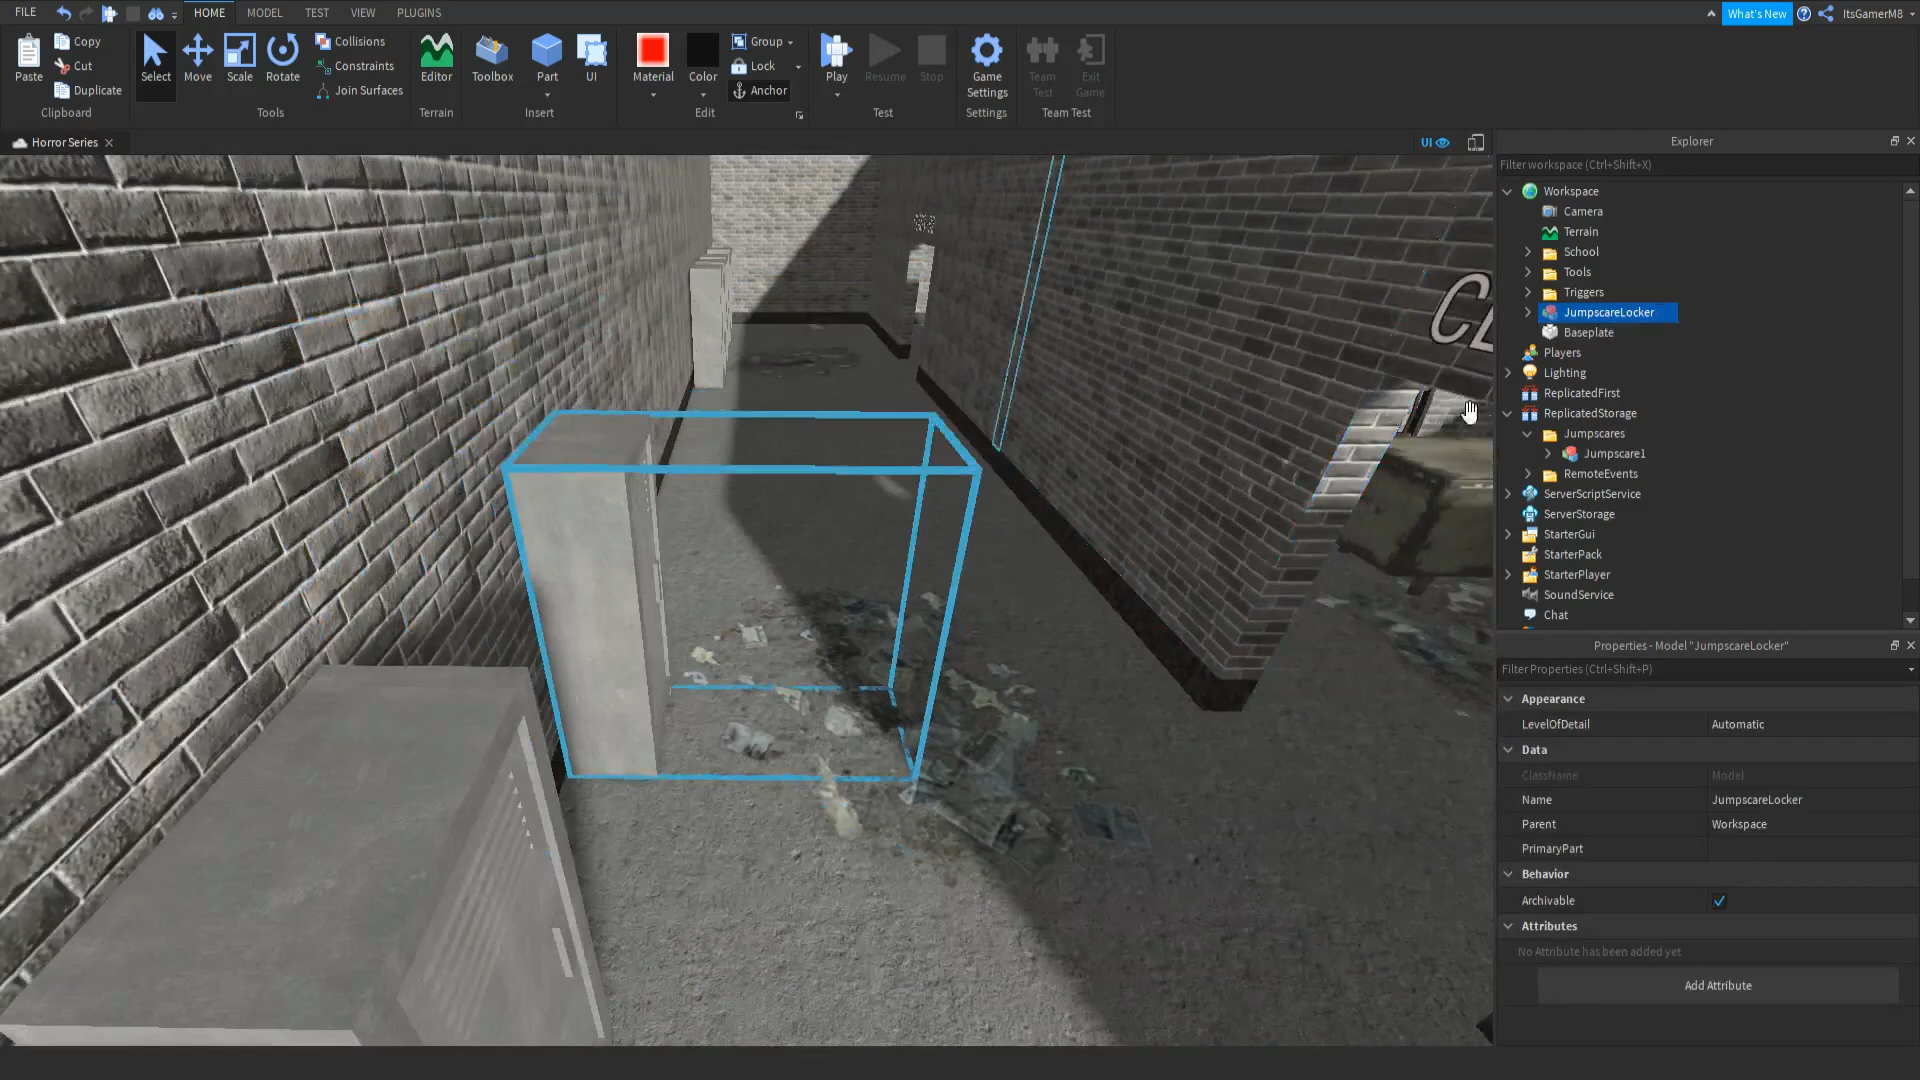 FILE HOME MODEL TEST VIEW PLUGINS What's New ItsGamerM8
Paste Copy Cut Duplicate Clipboard
Select Move Scale Rotate Collisions Constraints Join Surfaces Tools
Editor Terrain
Toolbox Part UI Insert
Material Color Group Lock Anchor Edit
Play Resume Stop Test
Game Settings Settings
Team Test Exit Game Team Test
Horror Series
UI
Explorer
Filter workspace (Ctrl+Shift+X)
Workspace
Camera
Terrain
School
Tools
Triggers
JumpscareLocker
Baseplate
Players
Lighting
ReplicatedFirst
ReplicatedStorage
Jumpscares
Jumpscare1
RemoteEvents
ServerScriptService
ServerStorage
StarterGui
StarterPack
StarterPlayer
SoundService
Chat
Properties - Model "JumpscareLocker"
Filter Properties (Ctrl+Shift+P)
Appearance
LevelOfDetail Automatic
Data
ClassName Model
Name JumpscareLocker
Parent Workspace
PrimaryPart
Behavior
Archivable
Attributes
No Attribute has been added yet
Add Attribute